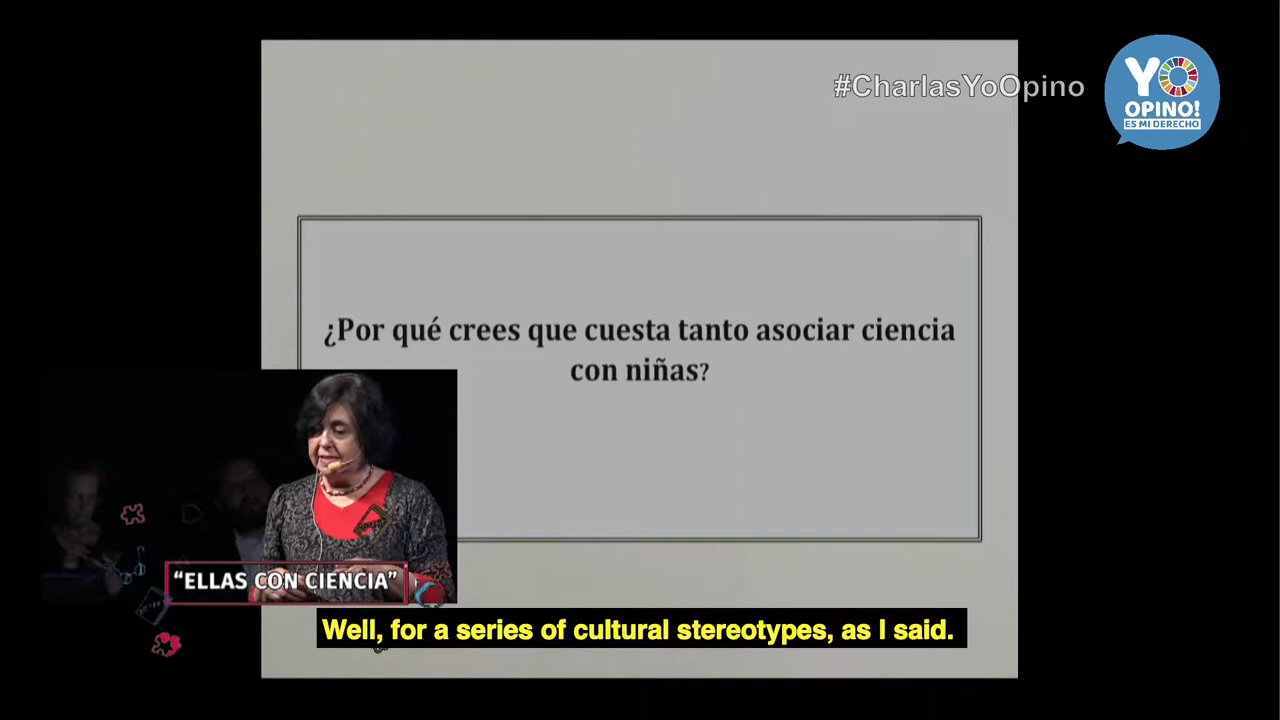 #CharlasYoOpino
YO
OPINO!
ES MI DERECHO
¿Por qué crees que cuesta tanto asociar ciencia
con niñas?
“ELLAS CON CIENCIA”
Well, for a series of cultural stereotypes, as I said.